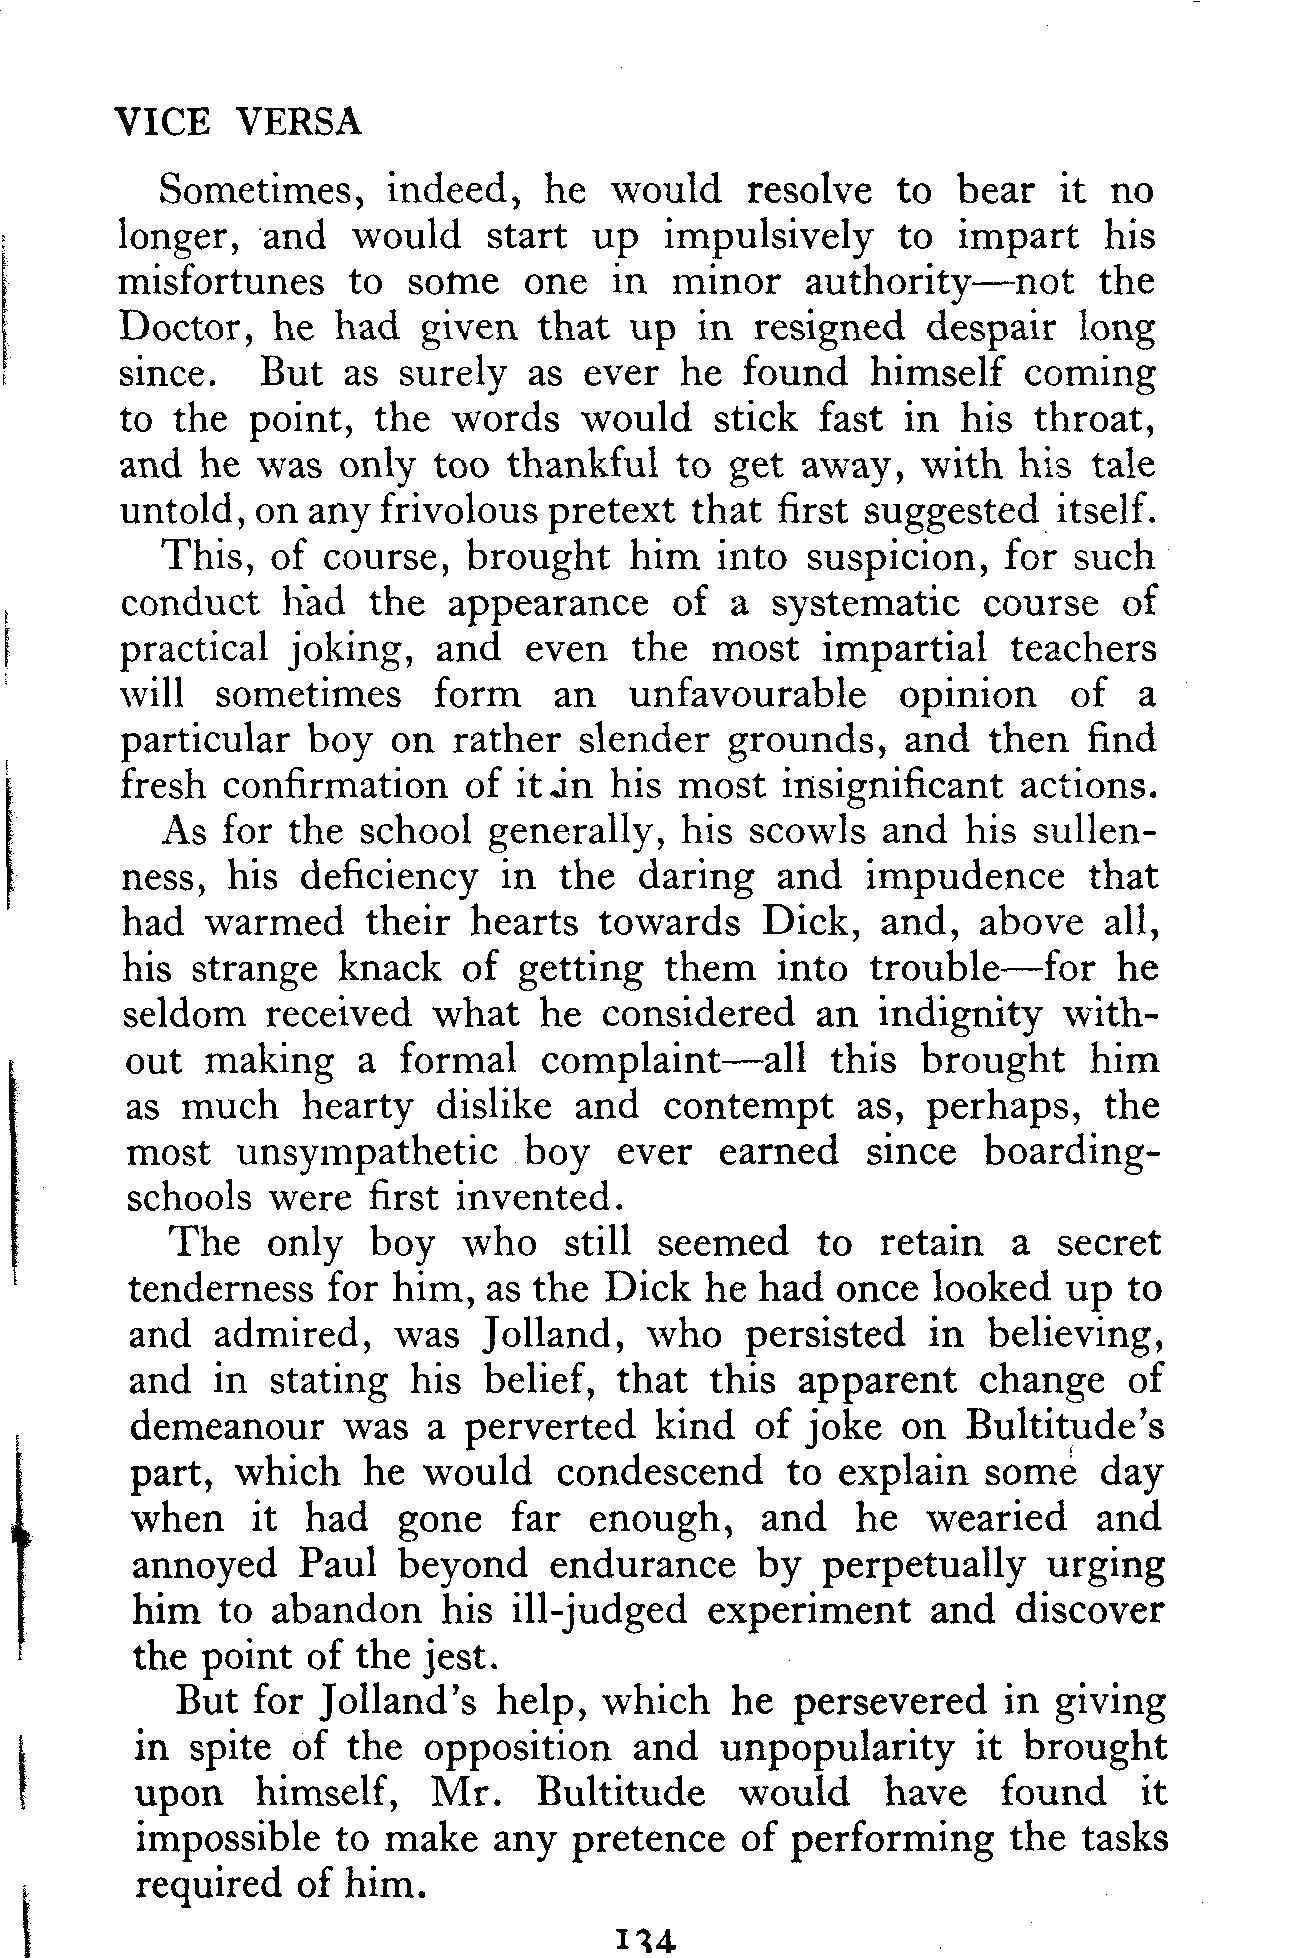 VICE VERSA
Sometimes, indeed, he would resolve to bear it no
longer, and would start up impulsively to impart his
misfortunes to some one in minor authority—not the
Doctor, he had given that up in resigned despair long
since. But as surely as ever he found himself coming
to the point, the words would stick fast in his throat,
and he was only too thankful to get away, with his tale
untold, on any frivolous pretext that first suggested itself.
This, of course, brought him into suspicion, for such
conduct had the appearance of a systematic course of
practical joking, and even the most impartial teachers
will sometimes form an unfavourable opinion of a
particular boy on rather slender grounds, and then find
fresh confirmation of it in his most insignificant actions.
As for the school generally, his scowls and his sullen-
ness, his deficiency in the daring and impudence that
had warmed their hearts towards Dick, and, above all,
his strange knack of getting them into trouble—for he
seldom received what he considered an indignity with-
out making a formal complaint—all this brought him
as much hearty dislike and contempt as, perhaps, the
most unsympathetic boy ever earned since boarding-
schools were first invented.
The only boy who still seemed to retain a secret
tenderness for him, as the Dick he had once looked up to
and admired, was Jolland, who persisted in believing,
and in stating his belief, that this apparent change of
demeanour was a perverted kind of joke on Bultitude's
part, which he would condescend to explain some day
when it had gone far enough, and he wearied and
annoyed Paul beyond endurance by perpetually urging
him to abandon his ill-judged experiment and discover
the point of the jest.
But for Jolland's help, which he persevered in giving
in spite of the opposition and unpopularity it brought
upon himself, Mr. Bultitude would have found it
impossible to make any pretence of performing the tasks
required of him.
134